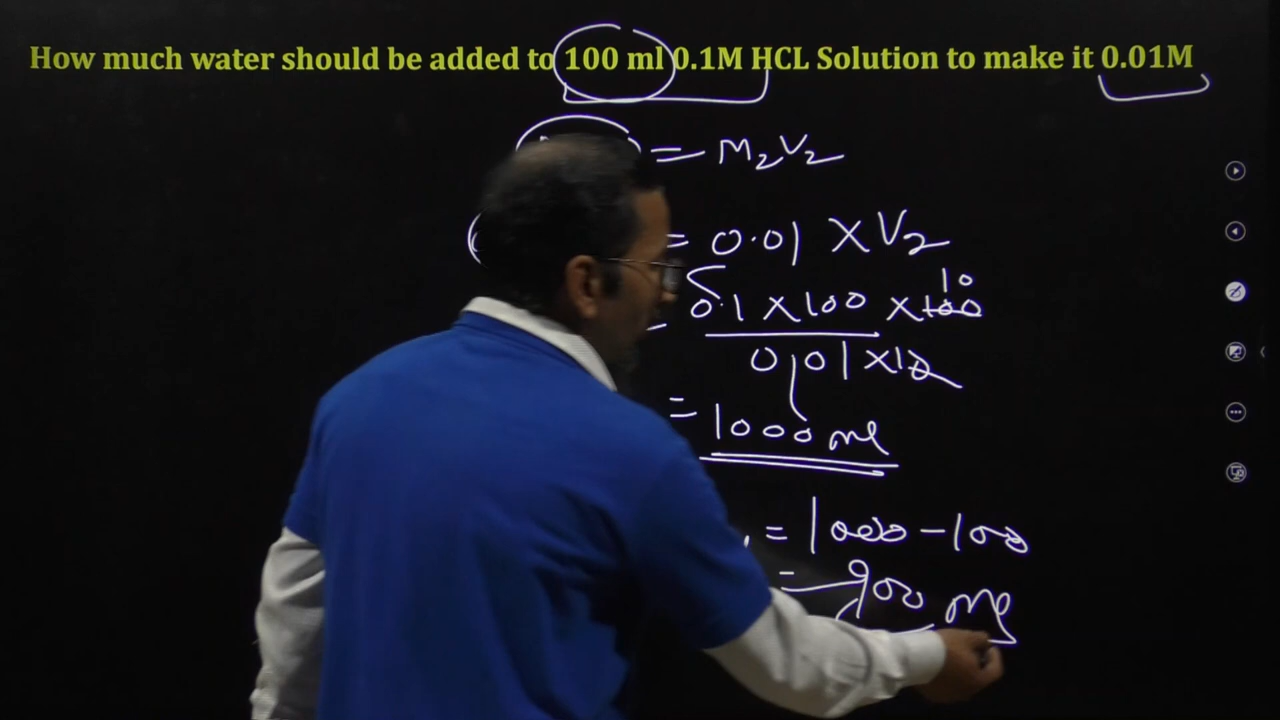 How much water should be added to 100 ml 0.1M HCL Solution to make it 0.01M
= M₂V₂
= 0.01 × V₂
10
0.1 × 100 × 100
0.01 × 10
= 1000 ml
= 1000 - 100
= 900 ml